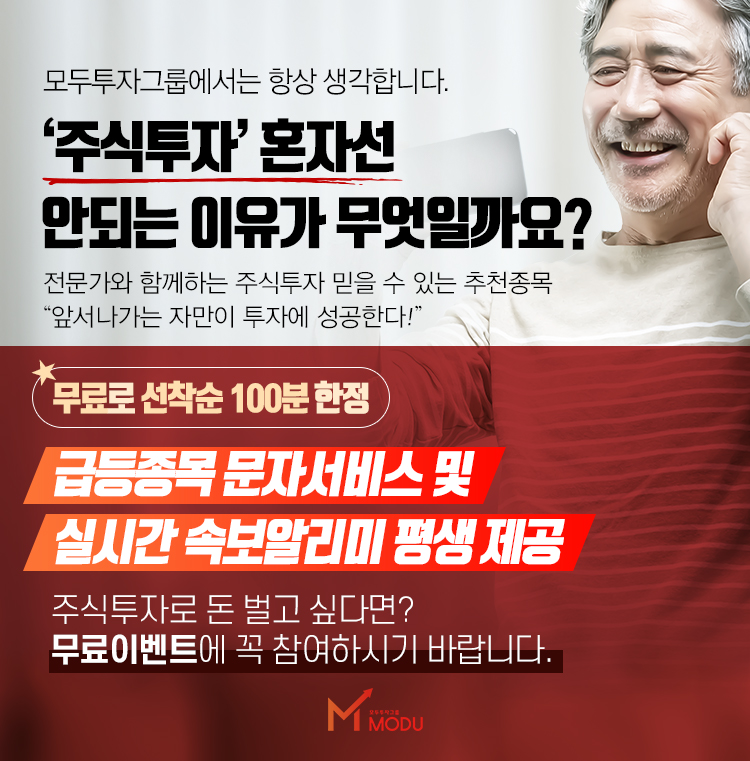 모두투자그룹에서는 항상 생각합니다.
‘주식투자’ 혼자선
안되는 이유가 무엇일까요?
전문가와 함께하는 주식투자 믿을 수 있는 추천종목
“앞서나가는 자만이 투자에 성공한다!”
무료로 선착순 100분 한정
급등종목 문자서비스 및
실시간 속보알리미 평생 제공
주식투자로 돈 벌고 싶다면?
무료이벤트에 꼭 참여하시기 바랍니다.
모두투자그룹
MODU